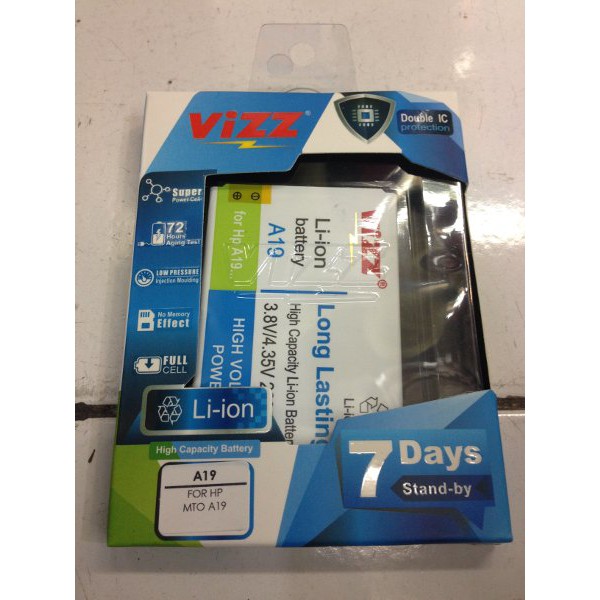 ViZZ
Double IC
protection
Super
Power Cell
72
Hours
Aging Test
LOW PRESSURE
Injection Moulding
No Memory
Effect
FULL
CELL
Li-ion
High Capacity Battery
A19
FOR HP
MTO A19
for Hp A19...
Li-ion
battery
A19
ViZZ®
HIGH
POWE
Long Lasting
High Capacity Li-ion Batter
3.8V/4.35V
Li-i
7 Days
Stand-by